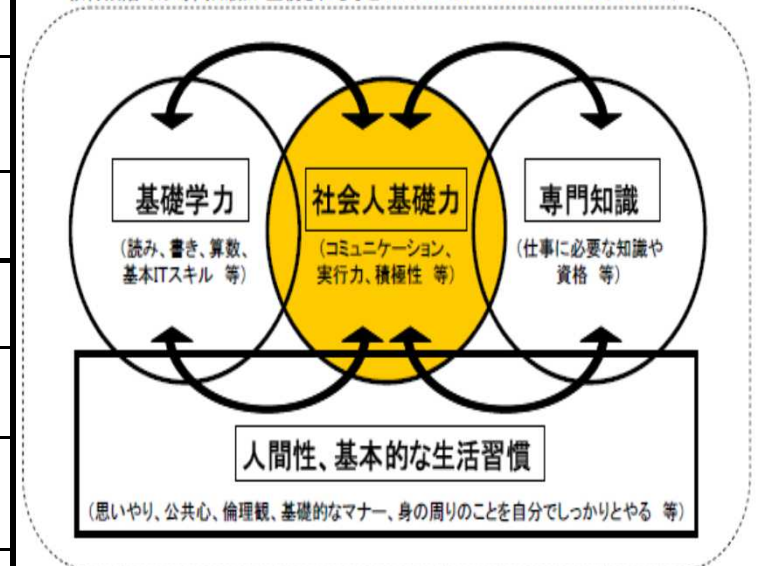 基礎学力
(読み、書き、算数、
基本ITスキル 等)
社会人基礎力
(コミュニケーション、
実行力、積極性 等)
専門知識
(仕事に必要な知識や
資格 等)
人間性、基本的な生活習慣
(思いやり、公共心、倫理観、基礎的なマナー、身の周りのことを自分でしっかりとやる 等)